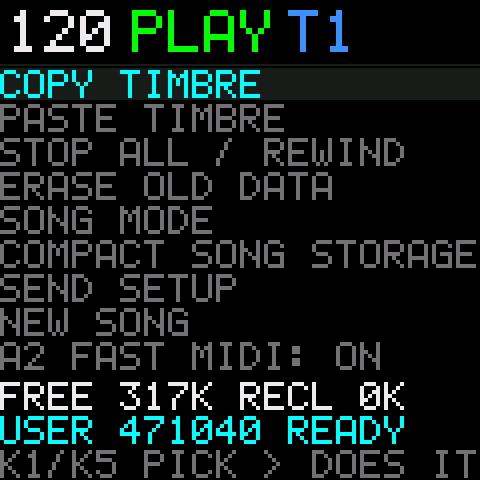 120 PLAY T1
COPY TIMBRE
PASTE TIMBRE
STOP ALL / REWIND
ERASE OLD DATA
SONG MODE
COMPACT SONG STORAGE
SEND SETUP
NEW SONG
A2 FAST MIDI: ON
FREE 317K RECL 0K
USER 471040 READY
K1/K5 PICK > DOES IT